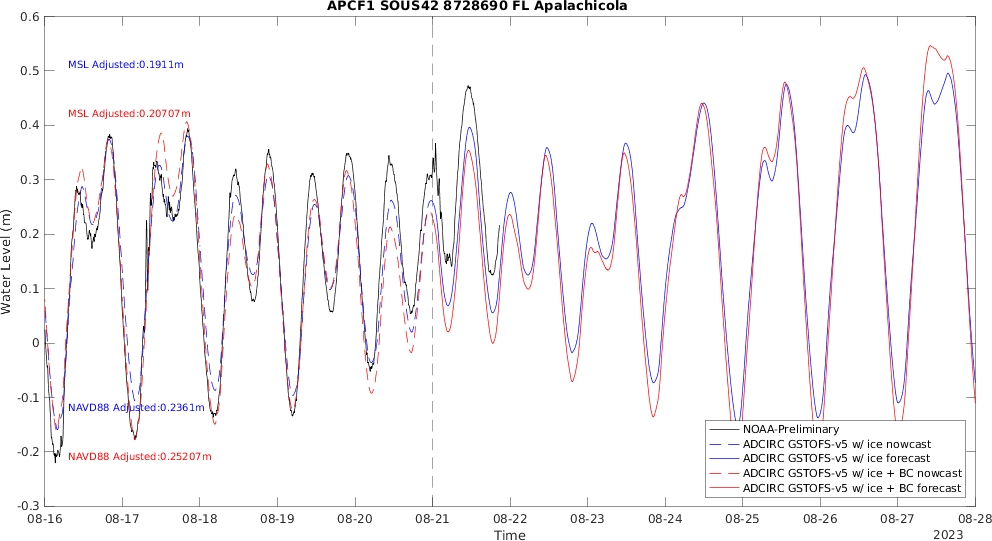 APCF1 SOUS42 8728690 FL Apalachicola
0.6
0.5
0.4
0.3
0.2
0.1
0
-0.1
-0.2
-0.3
Water Level (m)
MSL Adjusted:0.1911m
MSL Adjusted:0.20707m
NAVD88 Adjusted:0.2361m
NAVD88 Adjusted:0.25207m
NOAA-Preliminary
ADCIRC GSTOFS-v5 w/ ice nowcast
ADCIRC GSTOFS-v5 w/ ice forecast
ADCIRC GSTOFS-v5 w/ ice + BC nowcast
ADCIRC GSTOFS-v5 w/ ice + BC forecast
08-16 08-17 08-18 08-19 08-20 08-21 08-22 08-23 08-24 08-25 08-26 08-27 08-28
Time
2023